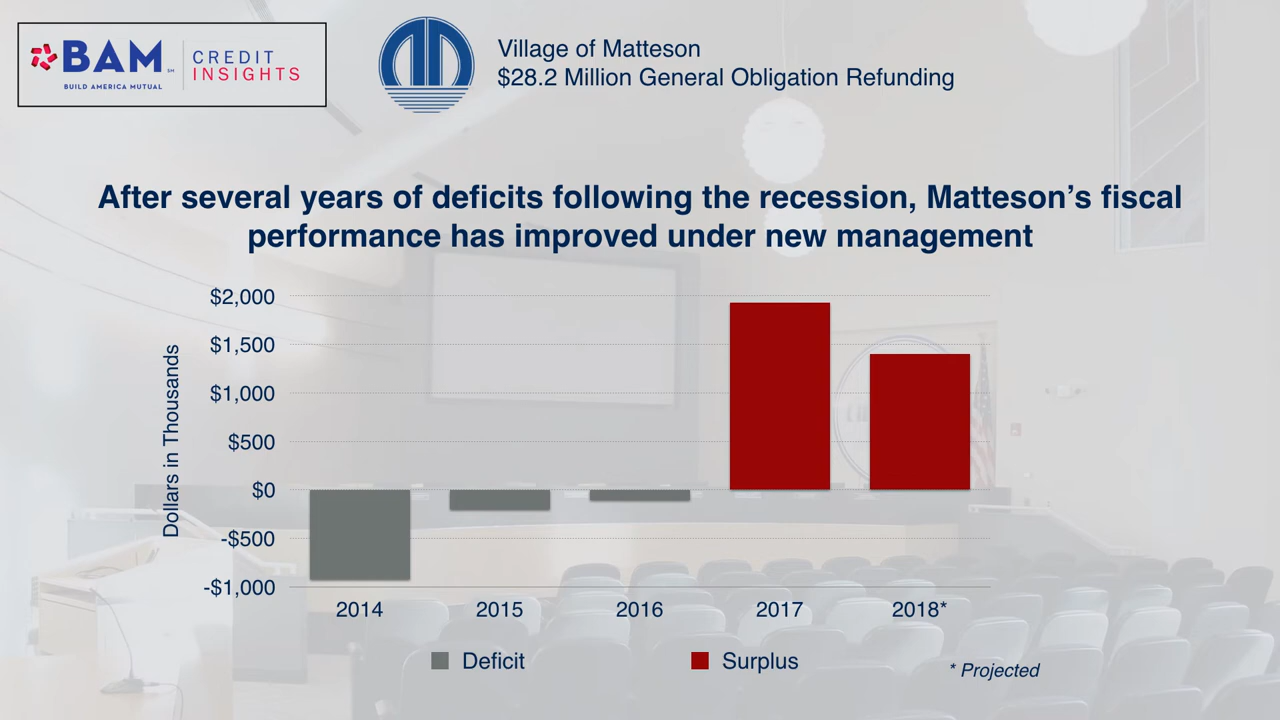 BAM
SM
BUILD AMERICA MUTUAL
CREDIT
INSIGHTS
Village of Matteson
$28.2 Million General Obligation Refunding
After several years of deficits following the recession, Matteson’s fiscal
performance has improved under new management
Dollars in Thousands
$2,000
$1,500
$1,000
$500
$0
-$500
-$1,000
2014 2015 2016 2017 2018*
Deficit Surplus
* Projected